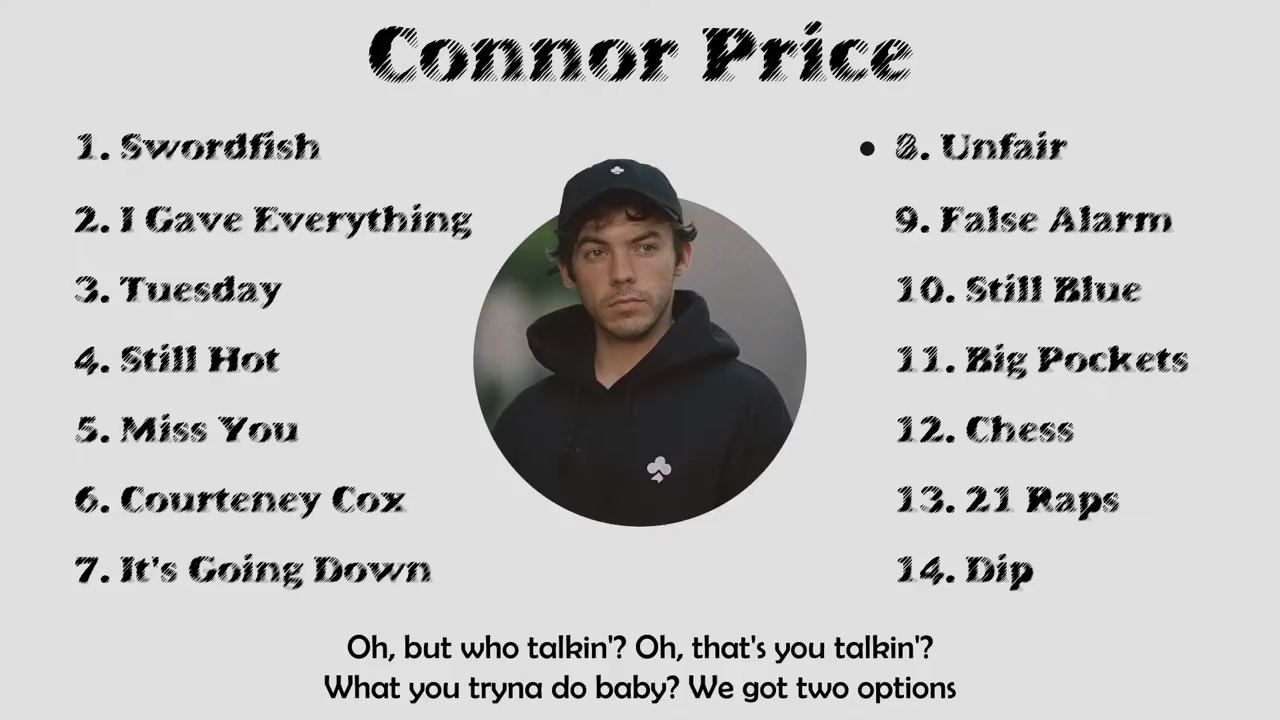 Connor Price
1. Swordfish
2. I Gave Everything
3. Tuesday
4. Still Hot
5. Miss You
6. Courteney Cox
7. It's Going Down
• 8. Unfair
9. False Alarm
10. Still Blue
11. Big Pockets
12. Chess
13. 21 Raps
14. Dip
Oh, but who talkin'? Oh, that's you talkin'?
What you tryna do baby? We got two options